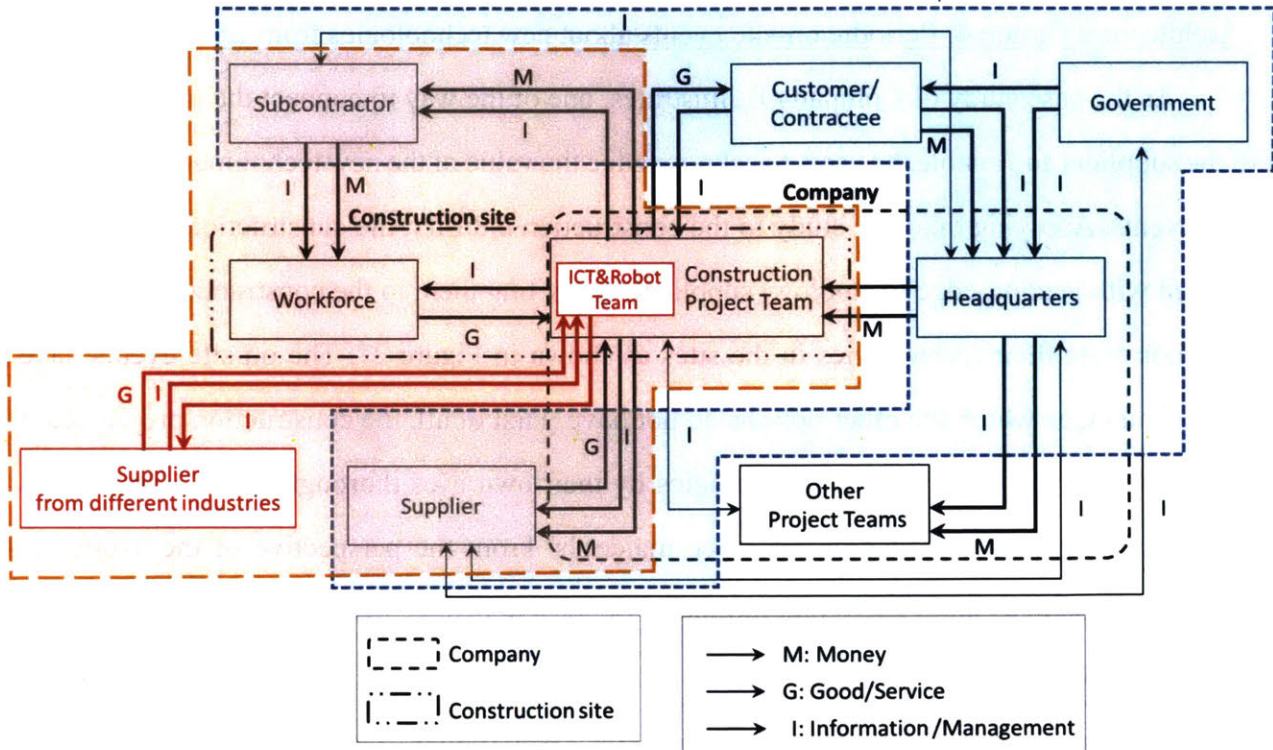 I
Subcontractor
M
I
G
Customer/
Contractee
I
Government
M
I
M
I
I
I
Company
Construction site
I
Workforce
G
ICT&Robot
Team
Construction
Project Team
M
Headquarters
G
I
Supplier
from different industries
G
I
Supplier
M
I
Other
Project Teams
M
I
I
Company
Construction site
M: Money
G: Good/Service
I: Information/Management